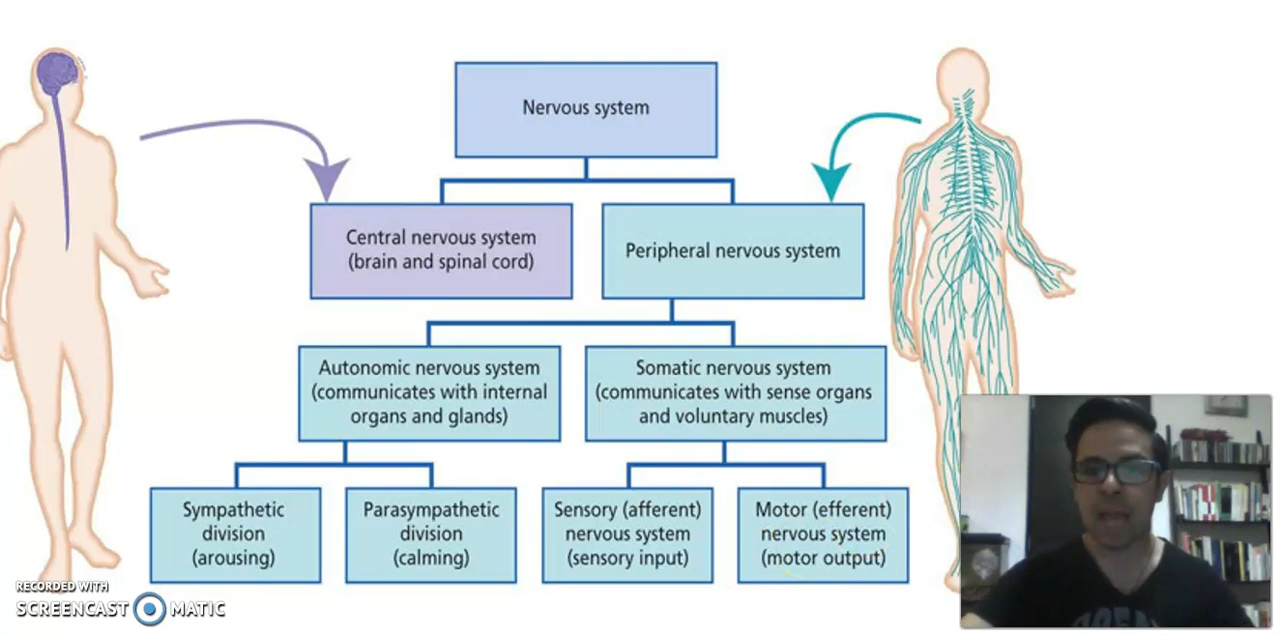 Nervous system
Central nervous system
(brain and spinal cord)
Peripheral nervous system
Autonomic nervous system
(communicates with internal
organs and glands)
Somatic nervous system
(communicates with sense organs
and voluntary muscles)
Sympathetic
division
(arousing)
Parasympathetic
division
(calming)
Sensory (afferent)
nervous system
(sensory input)
Motor (efferent)
nervous system
(motor output)
RECORDED WITH
SCREENCAST MATIC